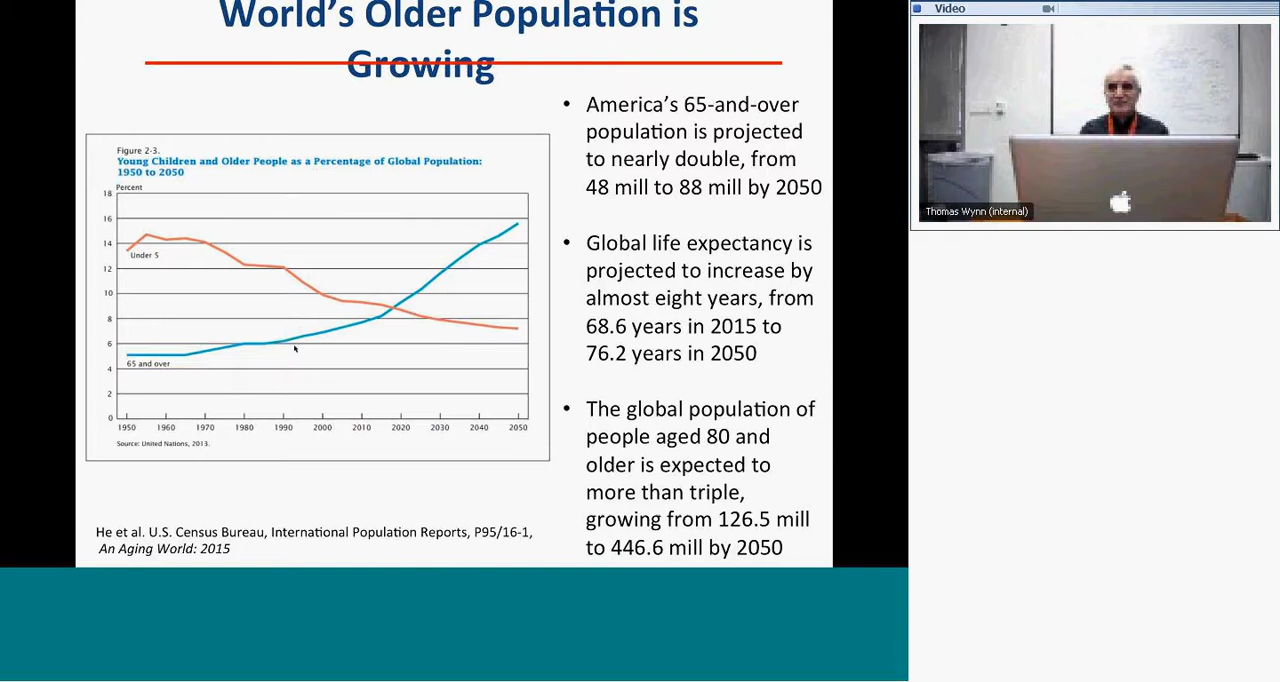 World’s Older Population is
Growing
Figure 2-3.
Young Children and Older People as a Percentage of Global Population:
1950 to 2050
Percent
18
16
14
12
10
8
6
4
2
0
Under 5
65 and over
1950 1960 1970 1980 1990 2000 2010 2020 2030 2040 2050
Source: United Nations, 2013.
He et al. U.S. Census Bureau, International Population Reports, P95/16-1,
An Aging World: 2015
• America’s 65-and-over
population is projected
to nearly double, from
48 mill to 88 mill by 2050
• Global life expectancy is
projected to increase by
almost eight years, from
68.6 years in 2015 to
76.2 years in 2050
• The global population of
people aged 80 and
older is expected to
more than triple,
growing from 126.5 mill
to 446.6 mill by 2050
Video
Thomas Wynn (internal)